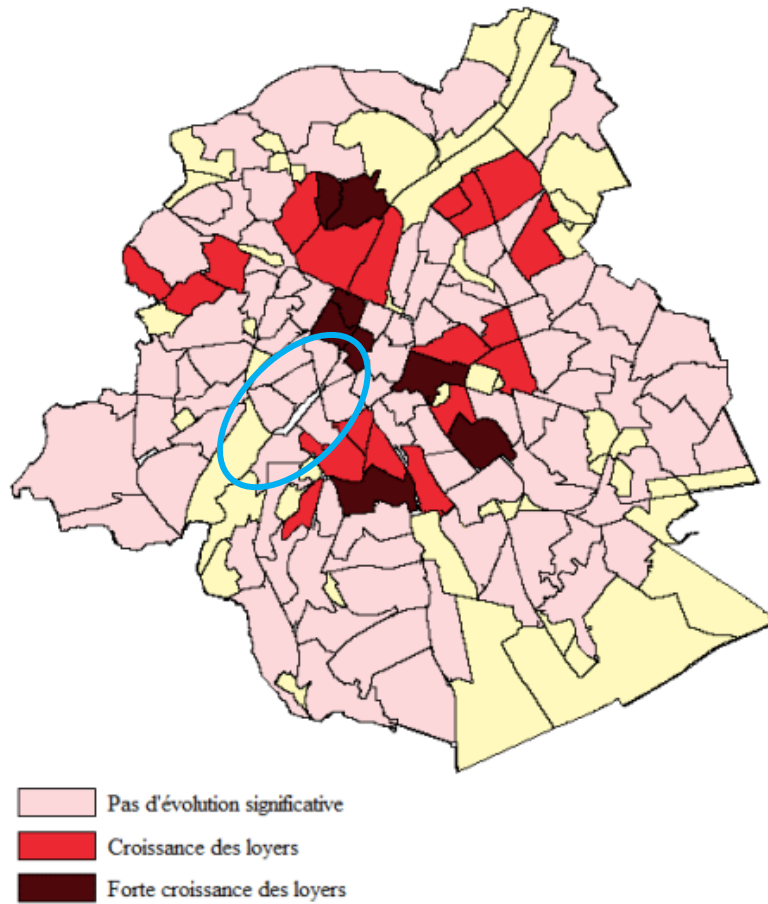 Pas d'évolution significative
Croissance des loyers
Forte croissance des loyers